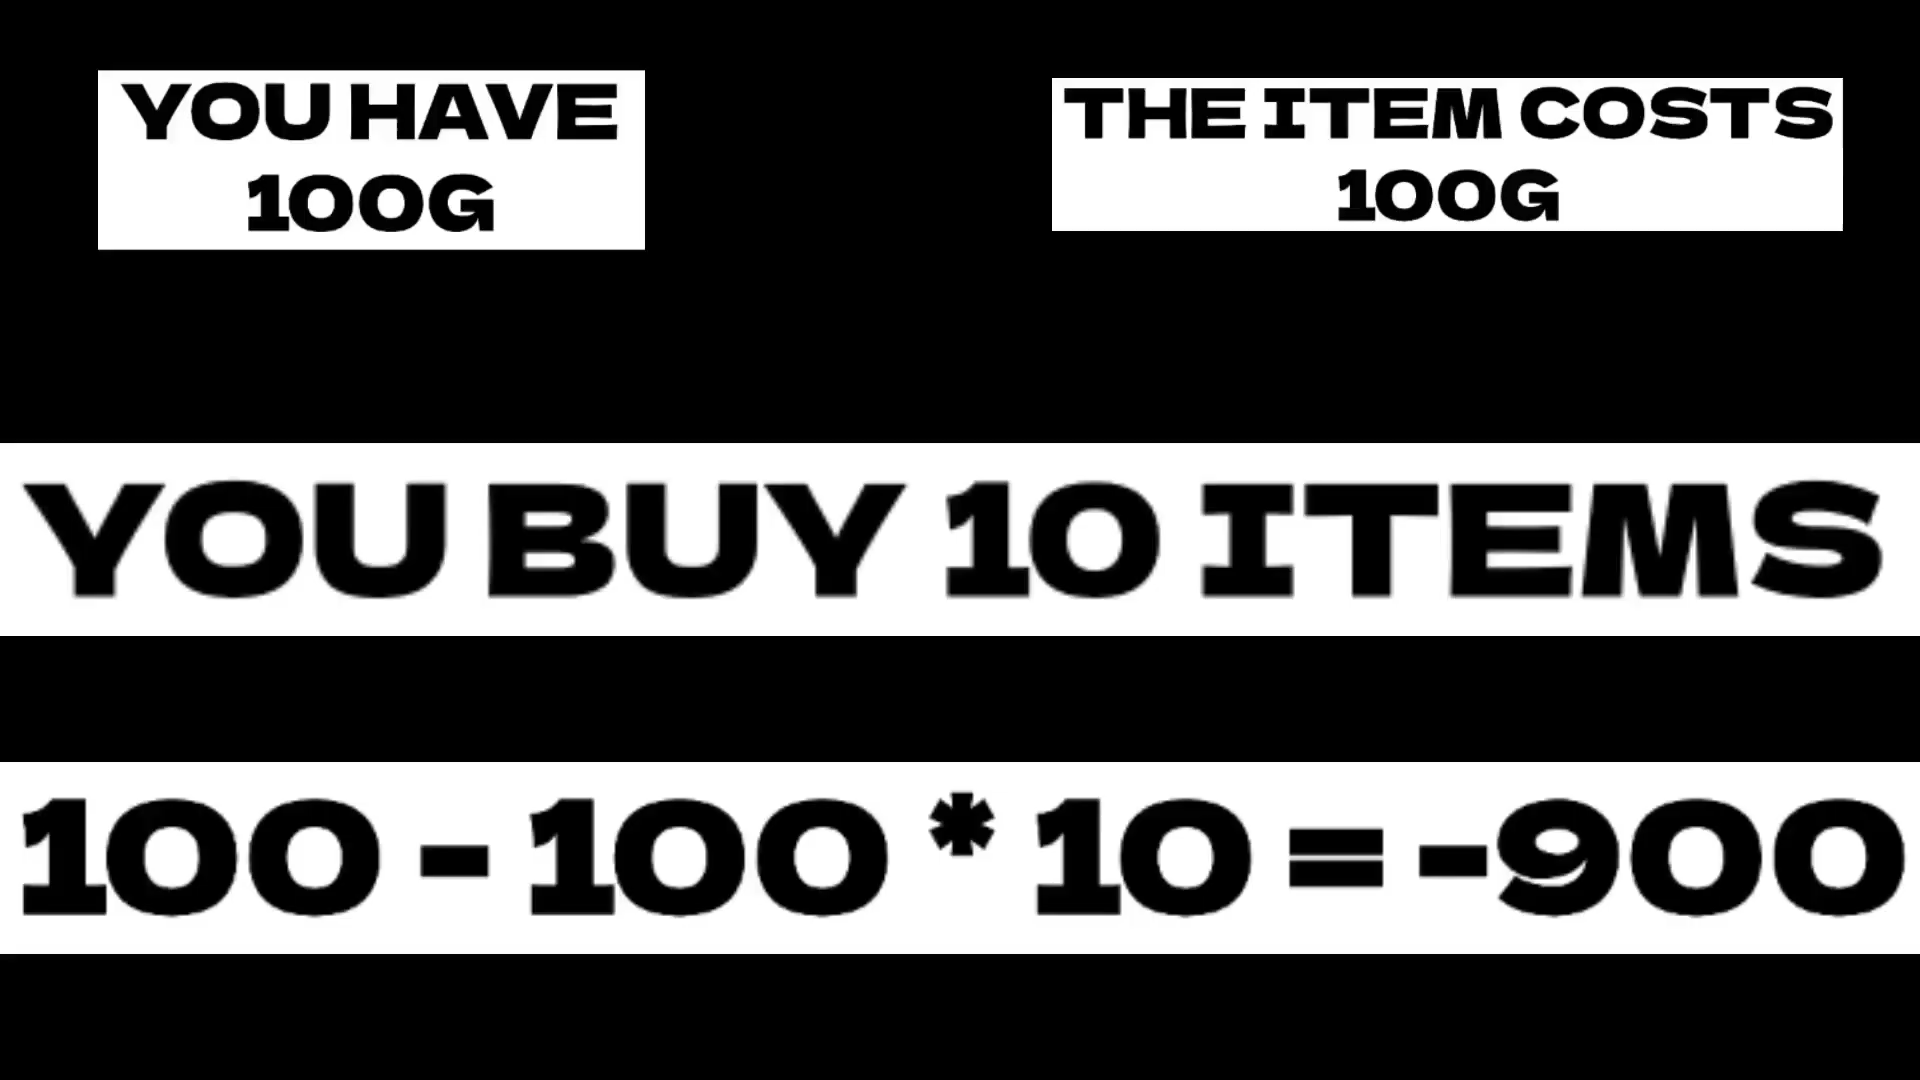 YOU HAVE
100G
THE ITEM COSTS
100G
YOU BUY 10 ITEMS
100 - 100 * 10 = -900